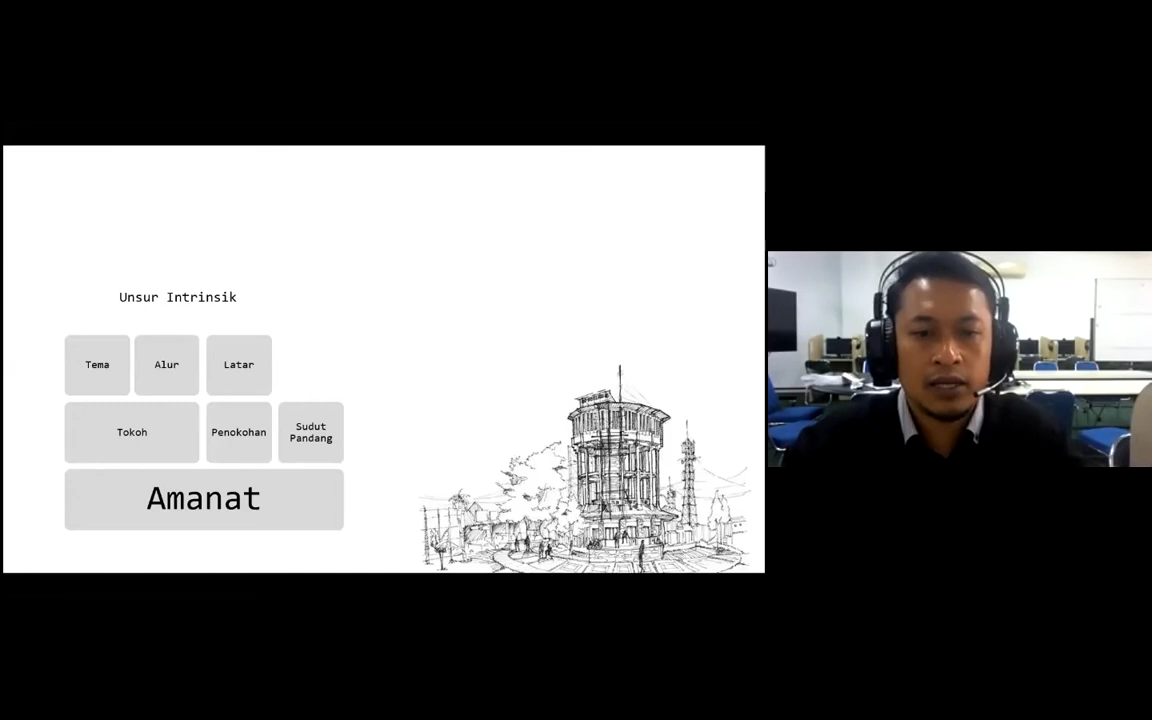 Unsur Intrinsik
Tema
Alur
Latar
Tokoh
Penokohan
Sudut
Pandang
Amanat